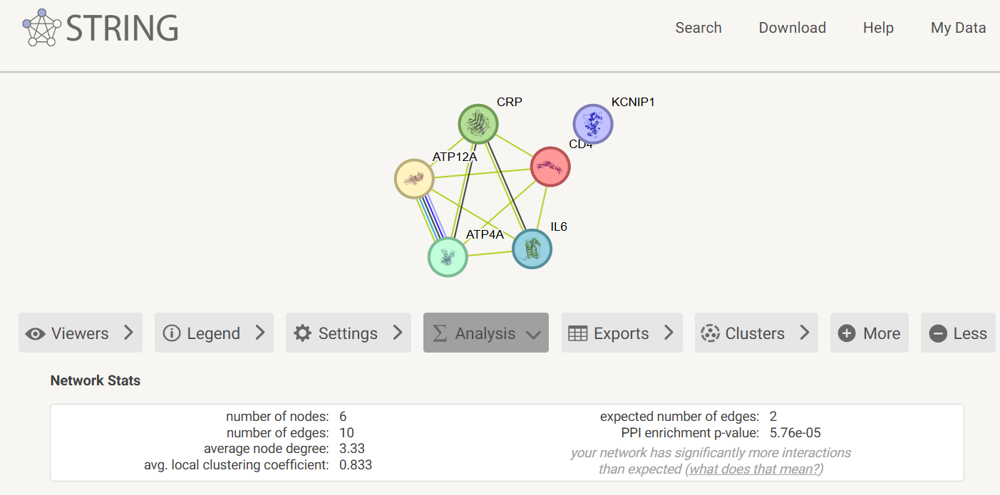 STRING
Search Download Help My Data
CRP
KCNIP1
CD4
ATP12A
IL6
ATP4A
Viewers Legend Settings Analysis Exports Clusters More Less
Network Stats
number of nodes: 6
number of edges: 10
average node degree: 3.33
avg. local clustering coefficient: 0.833
expected number of edges: 2
PPI enrichment p-value: 5.76e-05
your network has significantly more interactions
than expected (what does that mean?)